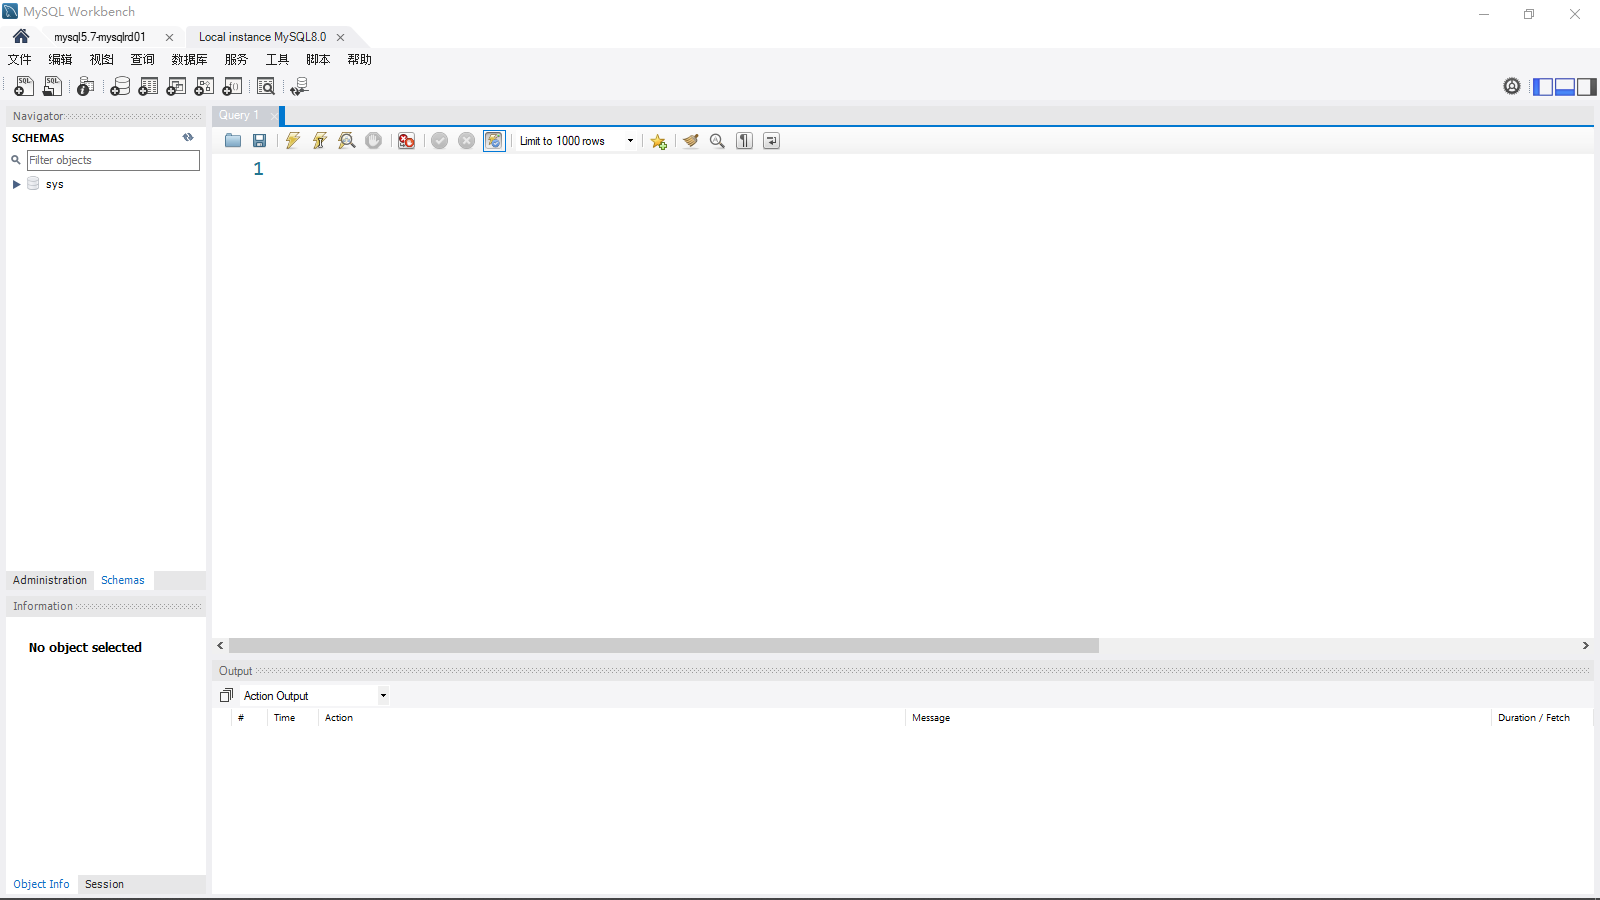 MySQL Workbench
mysql5.7-mysqlrd01
Local instance MySQL8.0
文件 编辑 视图 查询 数据库 服务 工具 脚本 帮助
Navigator
Query 1
SCHEMAS
Limit to 1000 rows
Filter objects
1
sys
Administration Schemas
Information
No object selected
Output
Action Output
# Time Action Message Duration / Fetch
Object Info Session